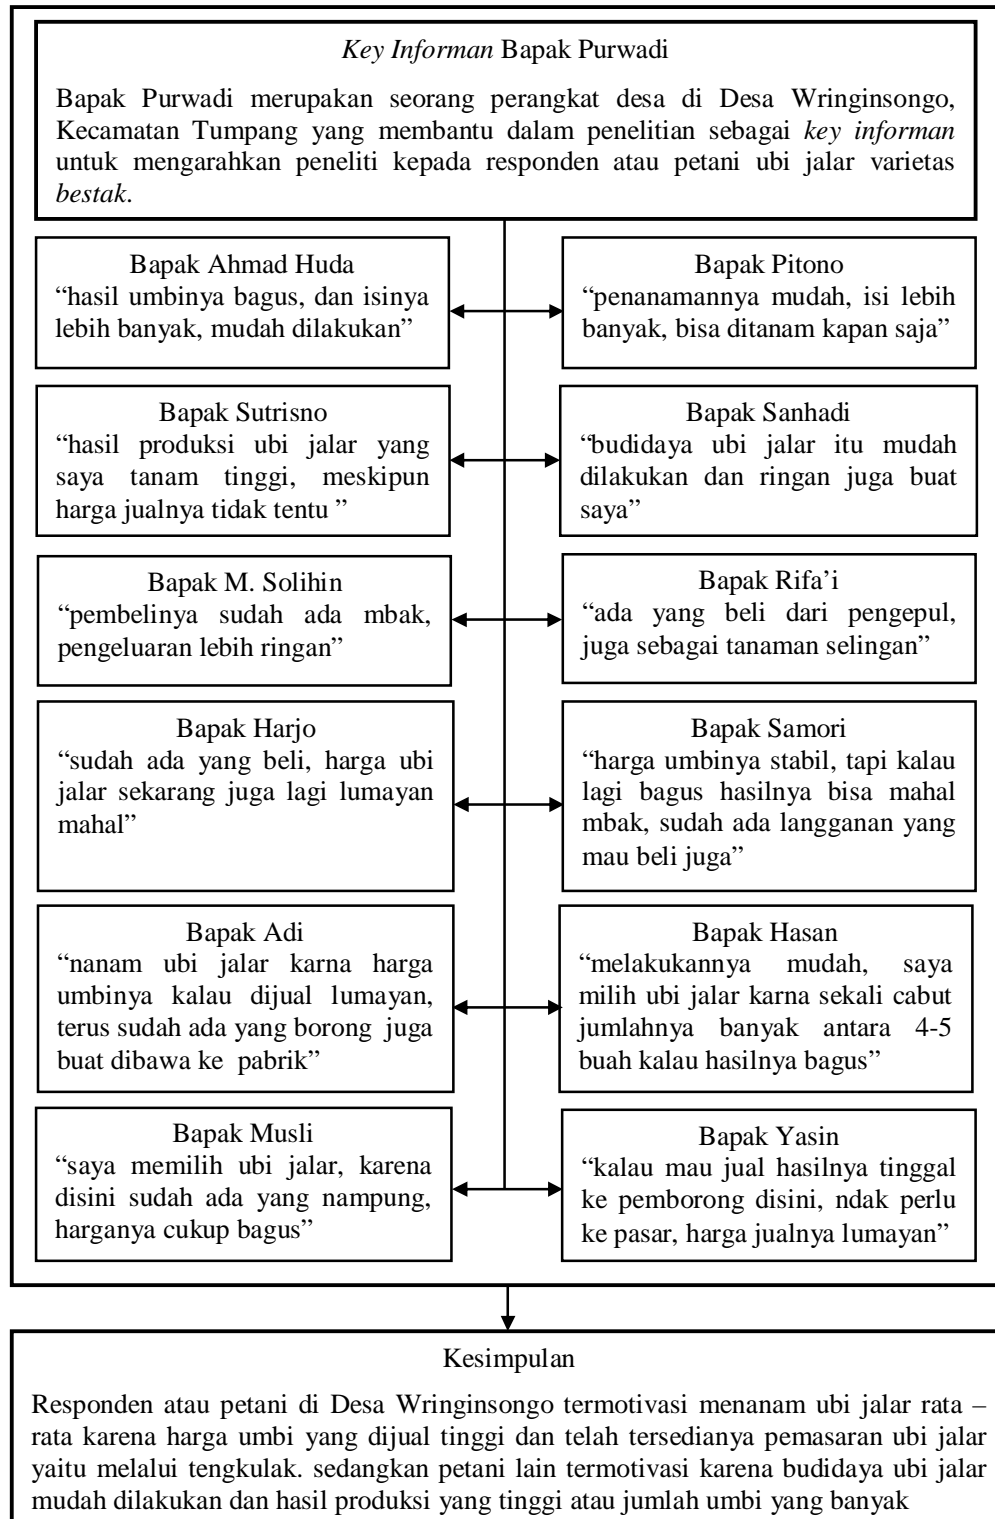 Key Informan Bapak Purwadi
Bapak Purwadi merupakan seorang perangkat desa di Desa Wringinsongo,
Kecamatan Tumpang yang membantu dalam penelitian sebagai key informan
untuk mengarahkan peneliti kepada responden atau petani ubi jalar varietas
bestak.
Bapak Ahmad Huda
“hasil umbinya bagus, dan isinya
lebih banyak, mudah dilakukan”
Bapak Pitono
“penanamannya mudah, isi lebih
banyak, bisa ditanam kapan saja”
Bapak Sutrisno
“hasil produksi ubi jalar yang
saya tanam tinggi, meskipun
harga jualnya tidak tentu ”
Bapak Sanhadi
“budidaya ubi jalar itu mudah
dilakukan dan ringan juga buat
saya”
Bapak M. Solihin
“pembelinya sudah ada mbak,
pengeluaran lebih ringan”
Bapak Rifa’i
“ada yang beli dari pengepul,
juga sebagai tanaman selingan”
Bapak Harjo
“sudah ada yang beli, harga ubi
jalar sekarang juga lagi lumayan
mahal”
Bapak Samori
“harga umbinya stabil, tapi kalau
lagi bagus hasilnya bisa mahal
mbak, sudah ada langganan yang
mau beli juga”
Bapak Adi
“nanam ubi jalar karna harga
umbinya kalau dijual lumayan,
terus sudah ada yang borong juga
buat dibawa ke pabrik”
Bapak Hasan
“melakukannya mudah, saya
milih ubi jalar karna sekali cabut
jumlahnya banyak antara 4-5
buah kalau hasilnya bagus”
Bapak Musli
“saya memilih ubi jalar, karena
disini sudah ada yang nampung,
harganya cukup bagus”
Bapak Yasin
“kalau mau jual hasilnya tinggal
ke pemborong disini, ndak perlu
ke pasar, harga jualnya lumayan”
Kesimpulan
Responden atau petani di Desa Wringinsongo termotivasi menanam ubi jalar rata –
rata karena harga umbi yang dijual tinggi dan telah tersedianya pemasaran ubi jalar
yaitu melalui tengkulak. sedangkan petani lain termotivasi karena budidaya ubi jalar
mudah dilakukan dan hasil produksi yang tinggi atau jumlah umbi yang banyak